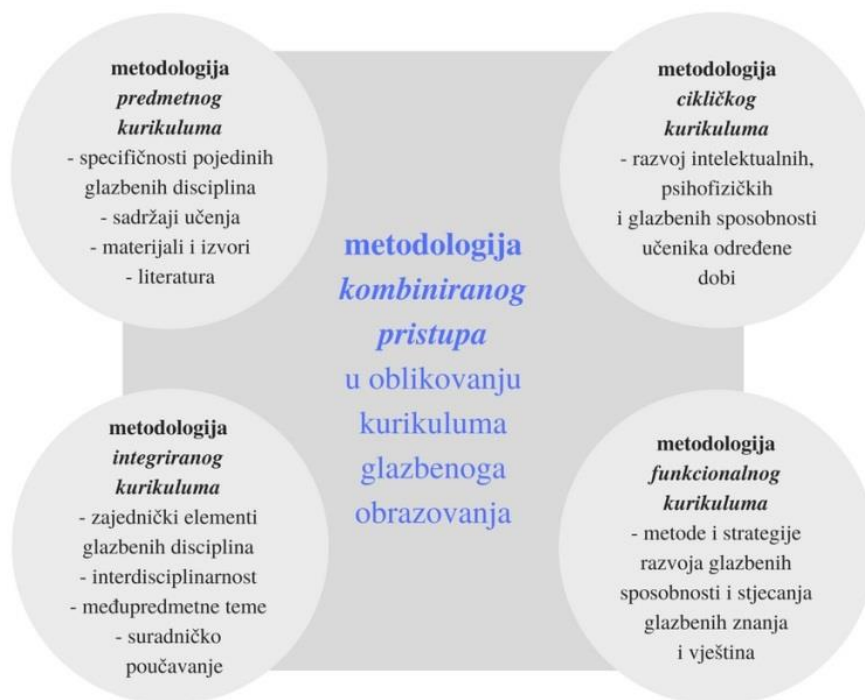 metodologija
predmetnog
kurikuluma
- specifičnosti pojedinih
glazbenih disciplina
- sadržaji učenja
- materijali i izvori
- literatura
metodologija
cikličkog
kurikuluma
- razvoj intelektualnih,
psihofizičkih
i glazbenih sposobnosti
učenika određene
dobi
metodologija
kombiniranog
pristupa
u oblikovanju
kurikuluma
glazbenoga
obrazovanja
metodologija
integriranog
kurikuluma
- zajednički elementi
glazbenih disciplina
- interdisciplinarnost
- međupredmetne teme
- suradničko
poučavanje
metodologija
funkcionalnog
kurikuluma
- metode i strategije
razvoja glazbenih
sposobnosti i stjecanja
glazbenih znanja
i vještina